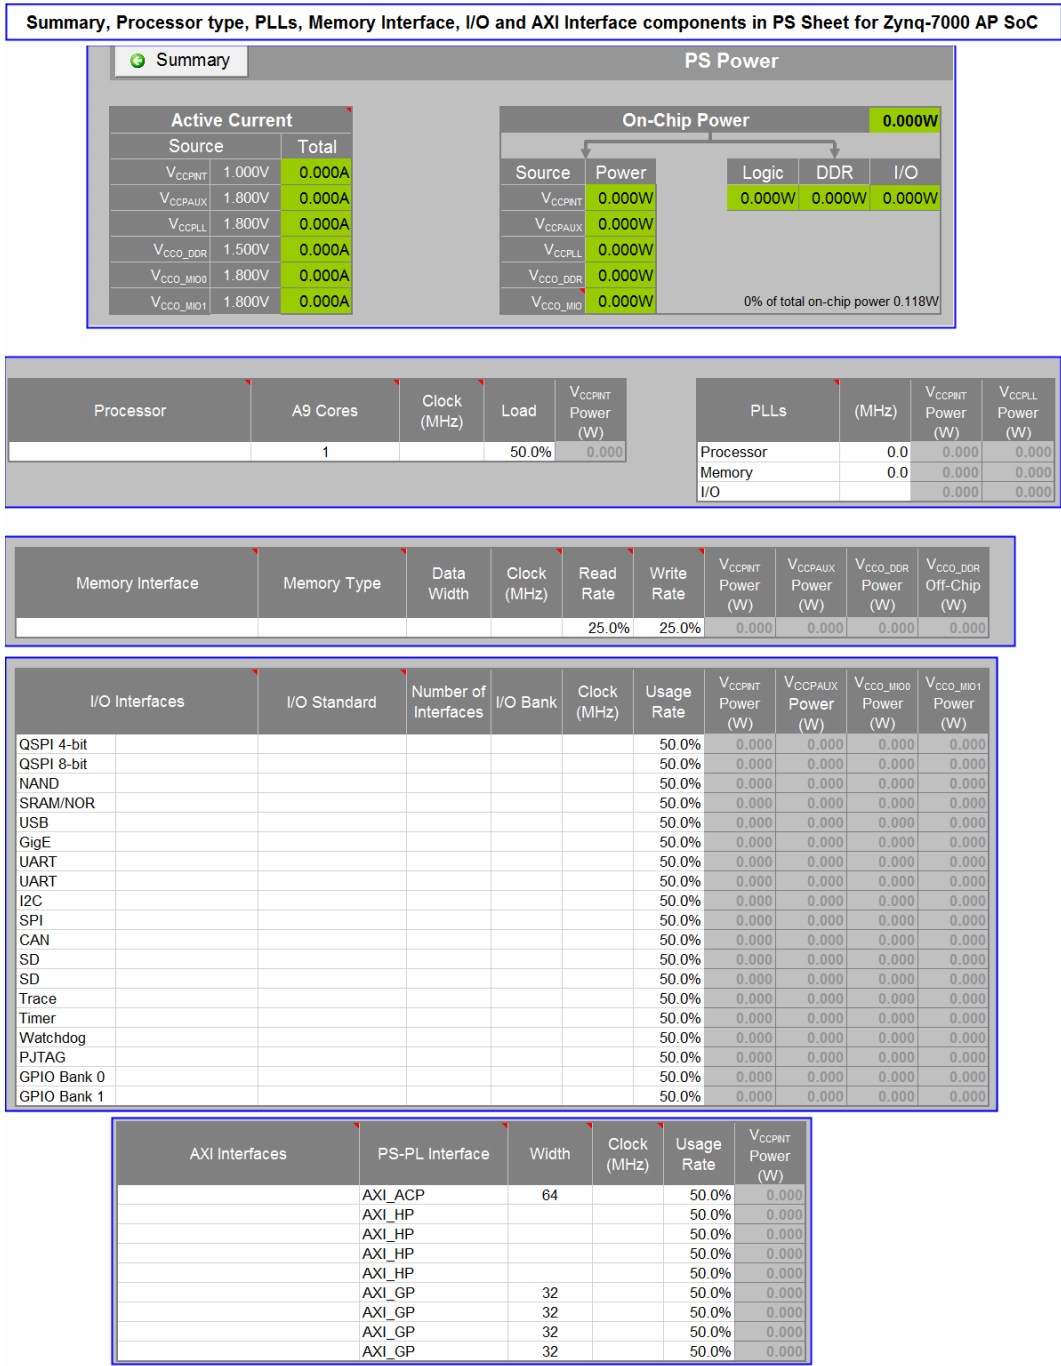 Summary, Processor type, PLLs, Memory Interface, I/O and AXI Interface components in PS Sheet for Zynq-7000 AP SoC
Summary PS Power
Active Current
Source Total
VCCPINT 1.000V 0.000A
VCCPAUX 1.800V 0.000A
VCCPLL 1.800V 0.000A
VCCO_DDR 1.500V 0.000A
VCCO_MIO0 1.800V 0.000A
VCCO_MIO1 1.800V 0.000A
On-Chip Power 0.000W
Source Power
VCCPINT 0.000W
VCCPAUX 0.000W
VCCPLL 0.000W
VCCO_DDR 0.000W
VCCO_MIO 0.000W
Logic DDR I/O
0.000W 0.000W 0.000W
0% of total on-chip power 0.118W
Processor A9 Cores Clock (MHz) Load VCCPINT Power (W)
1 50.0% 0.000
PLLs (MHz) VCCPINT Power (W) VCCPLL Power (W)
Processor 0.0 0.000 0.000
Memory 0.0 0.000 0.000
I/O 0.000 0.000
Memory Interface Memory Type Data Width Clock (MHz) Read Rate Write Rate VCCPINT Power (W) VCCPAUX Power (W) VCCO_DDR Power (W) VCCO_DDR Off-Chip (W)
25.0% 25.0% 0.000 0.000 0.000 0.000
I/O Interfaces I/O Standard Number of Interfaces I/O Bank Clock (MHz) Usage Rate VCCPINT Power (W) VCCPAUX Power (W) VCCO_MIO0 Power (W) VCCO_MIO1 Power (W)
QSPI 4-bit 50.0% 0.000 0.000 0.000 0.000
QSPI 8-bit 50.0% 0.000 0.000 0.000 0.000
NAND 50.0% 0.000 0.000 0.000 0.000
SRAM/NOR 50.0% 0.000 0.000 0.000 0.000
USB 50.0% 0.000 0.000 0.000 0.000
GigE 50.0% 0.000 0.000 0.000 0.000
UART 50.0% 0.000 0.000 0.000 0.000
UART 50.0% 0.000 0.000 0.000 0.000
I2C 50.0% 0.000 0.000 0.000 0.000
SPI 50.0% 0.000 0.000 0.000 0.000
CAN 50.0% 0.000 0.000 0.000 0.000
SD 50.0% 0.000 0.000 0.000 0.000
SD 50.0% 0.000 0.000 0.000 0.000
Trace 50.0% 0.000 0.000 0.000 0.000
Timer 50.0% 0.000 0.000 0.000 0.000
Watchdog 50.0% 0.000 0.000 0.000 0.000
PJTAG 50.0% 0.000 0.000 0.000 0.000
GPIO Bank 0 50.0% 0.000 0.000 0.000 0.000
GPIO Bank 1 50.0% 0.000 0.000 0.000 0.000
AXI Interfaces PS-PL Interface Width Clock (MHz) Usage Rate VCCPINT Power (W)
AXI_ACP 64 50.0% 0.000
AXI_HP 50.0% 0.000
AXI_HP 50.0% 0.000
AXI_HP 50.0% 0.000
AXI_HP 50.0% 0.000
AXI_GP 32 50.0% 0.000
AXI_GP 32 50.0% 0.000
AXI_GP 32 50.0% 0.000
AXI_GP 32 50.0% 0.000